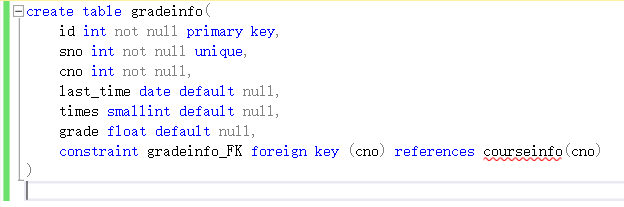 create table gradeinfo(
id int not null primary key,
sno int not null unique,
cno int not null,
last_time date default null,
times smallint default null,
grade float default null,
constraint gradeinfo_FK foreign key (cno) references courseinfo(cno)
)